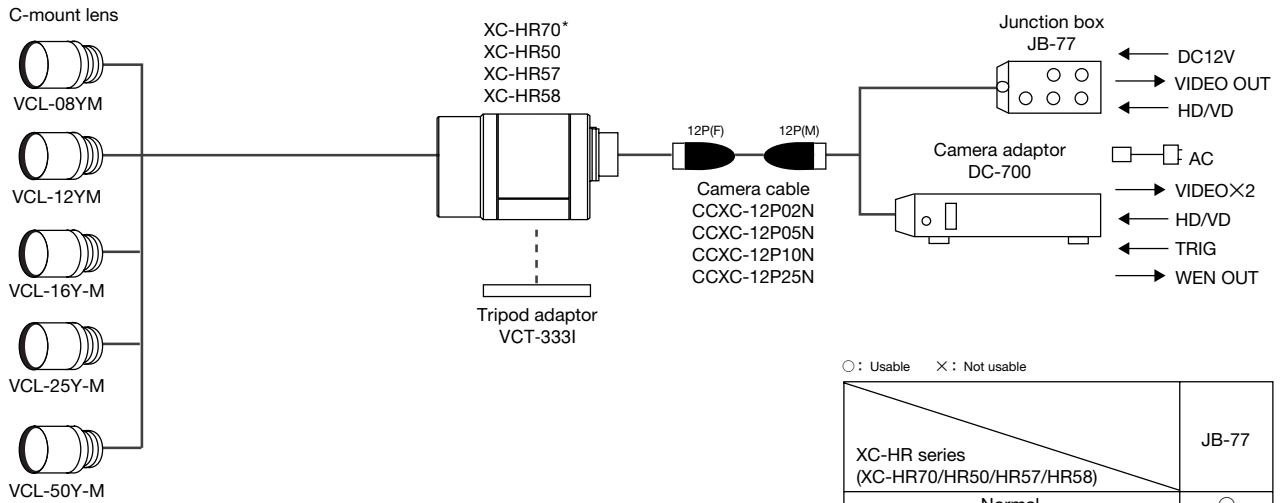 C-mount lens
VCL-08YM
VCL-12YM
VCL-16Y-M
VCL-25Y-M
VCL-50Y-M
XC-HR70*
XC-HR50
XC-HR57
XC-HR58
Tripod adaptor
VCT-333I
12P(F)
12P(M)
Camera cable
CCXC-12P02N
CCXC-12P05N
CCXC-12P10N
CCXC-12P25N
Junction box
JB-77
DC12V
VIDEO OUT
HD/VD
Camera adaptor
DC-700
AC
VIDEO×2
HD/VD
TRIG
WEN OUT
○: Usable ×: Not usable
XC-HR series
(XC-HR70/HR50/HR57/HR58)
JB-77
Normal ○